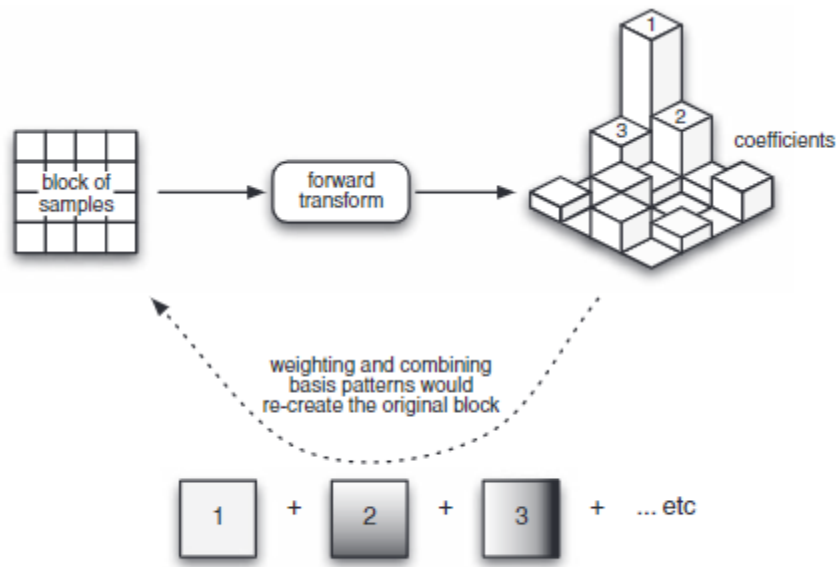 1
3
2
coefficients
block of
samples
forward
transform
weighting and combining
basis patterns would
re-create the original block
1 + 2 + 3 + ... etc